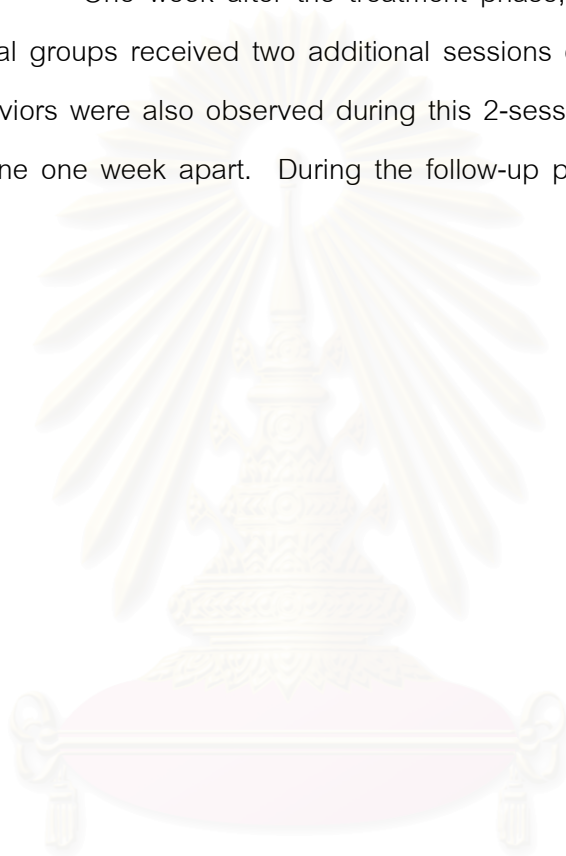 One week after the treatment phase,
al groups received two additional sessions
viors were also observed during this 2-sess
ne one week apart. During the follow-up p